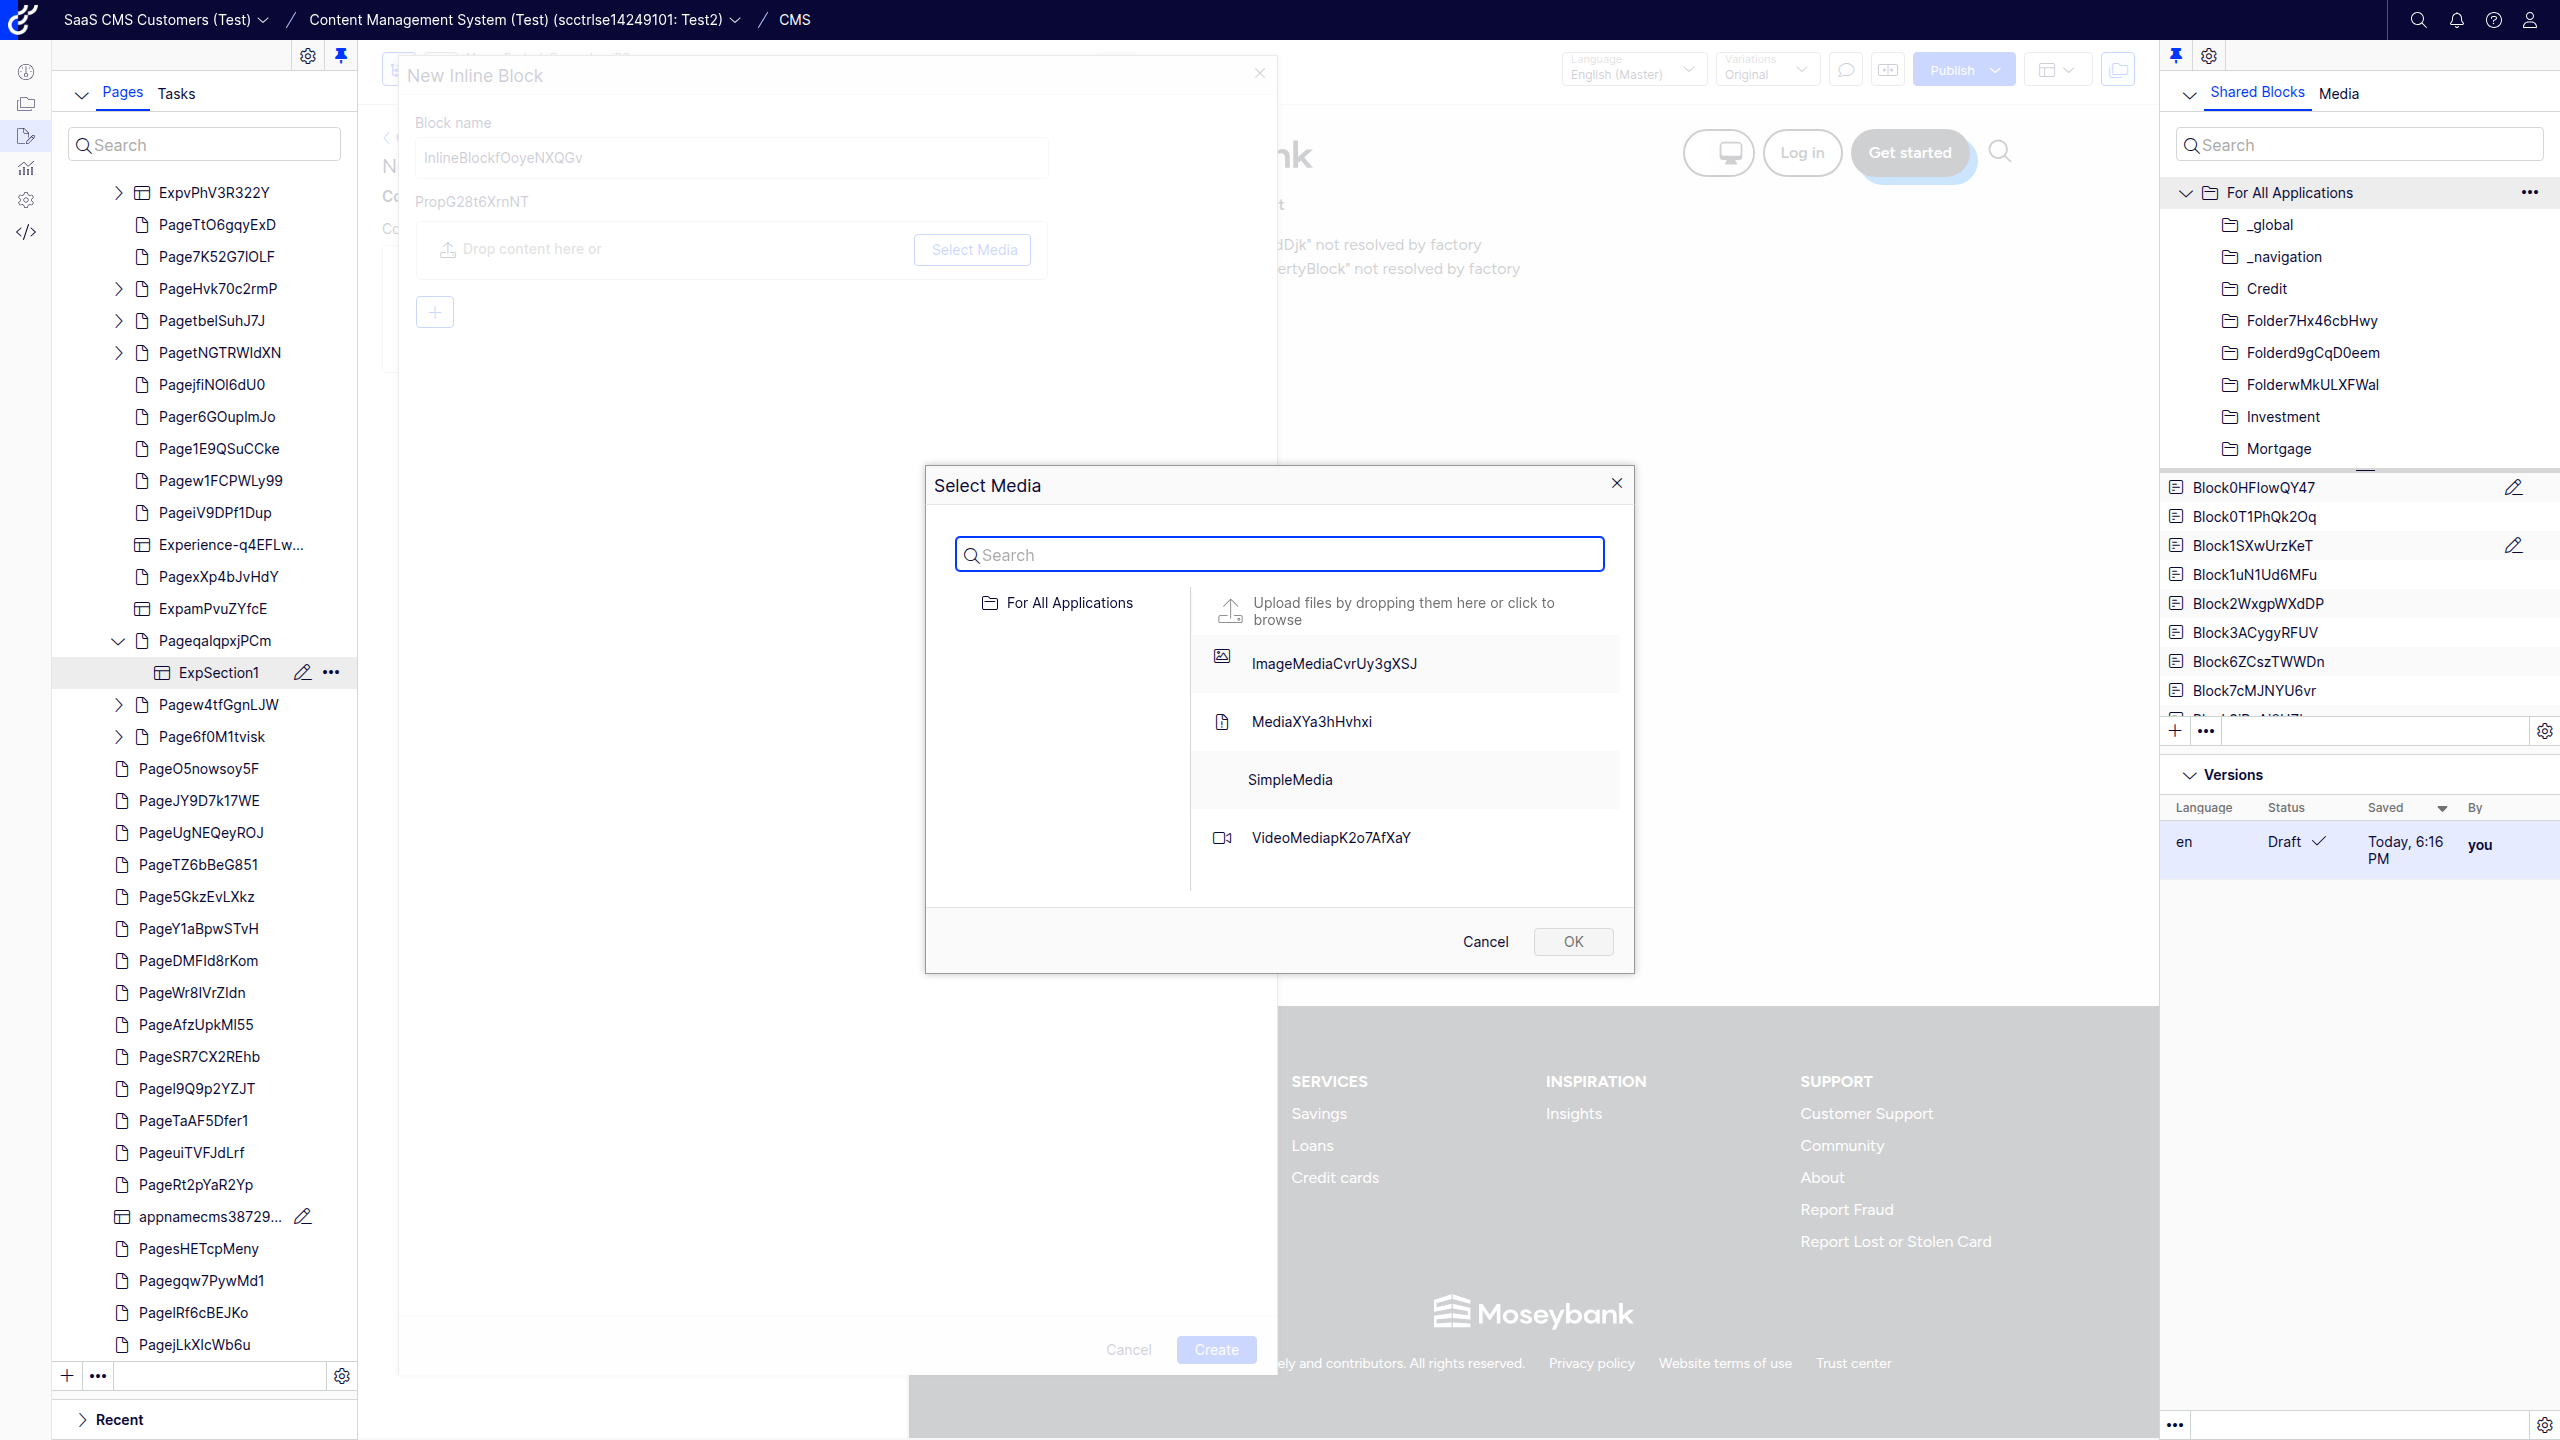 SaaS CMS Customers (Test) / Content Management System (SaaS) (scctrlse14249101: Test2) / CMS
Pages Tasks
Search
ExpvPhV3R322Y
PageTtO6gqyExD
Page7K52G7lOLF
PageHvk70c2rmP
PagetbelSuhJ7J
PagetNGTRWldXN
PagejfiNOl6dU0
Pager6GOuplmJo
Page1E9QSuCCke
Pagew1FCPWLy99
PageiV9DPf1Dup
Experience-q4EFLw...
PagexXp4bJvHdY
ExpamPvuZYfcE
PageqalqpxjPCm
ExpSection1
Pagew4tfGgnLJW
Page6f0M1tvisk
PageO5nowsoy5F
PageJY9D7k17WE
PageUgNEQeyROJ
PageTZ6bBeG851
Page5GkzEvLXkz
PageY1aBpwSTvH
PageDMFId8rKom
PageWr8lVrZldn
PageAfzUpkMl55
PageSR7CX2REhb
Pagel9Q9p2YZJT
PageTaAF5Dfer1
PageuiTVFJdLrf
PageRt2pYaR2Yp
appnamecms38729...
PagesHETcpMeny
Pagegqw7PywMd1
PagelRf6cBEJKo
PagejLkXlcWb6u
Recent
New Inline Block
Block name
InlineBlockfOoyeNXQGv
PropG28t6XrnNT
Drop content here or
Select Media
Cancel
Create
Language
English (Master)
Variations
Original
Publish
nk
Log in
Get started
t
dDjk" not resolved by factory
ertyBlock" not resolved by factory
Select Media
Search
For All Applications
Upload files by dropping them here or click to
browse
ImageMediaCvrUy3gXSJ
MediaXYa3hHvhxi
SimpleMedia
VideoMediapK2o7AfXaY
Cancel
OK
SERVICES
Savings
Loans
Credit cards
INSPIRATION
Insights
SUPPORT
Customer Support
Community
About
Report Fraud
Report Lost or Stolen Card
Moseybank
ely and contributors. All rights reserved. Privacy policy Website terms of use Trust center
Shared Blocks Media
Search
For All Applications
_global
_navigation
Credit
Folder7Hx46cbHwy
Folderd9gCqD0eem
FolderwMkULXFWal
Investment
Mortgage
Block0HFlowQY47
Block0T1PhQk2Oq
Block1SXwUrzKeT
Block1uN1Ud6MFu
Block2WxgpWXdDP
Block3ACygyRFUV
Block6ZCszTWWDn
Block7cMJNYU6vr
Versions
Language Status Saved By
en Draft Today, 6:16 PM you